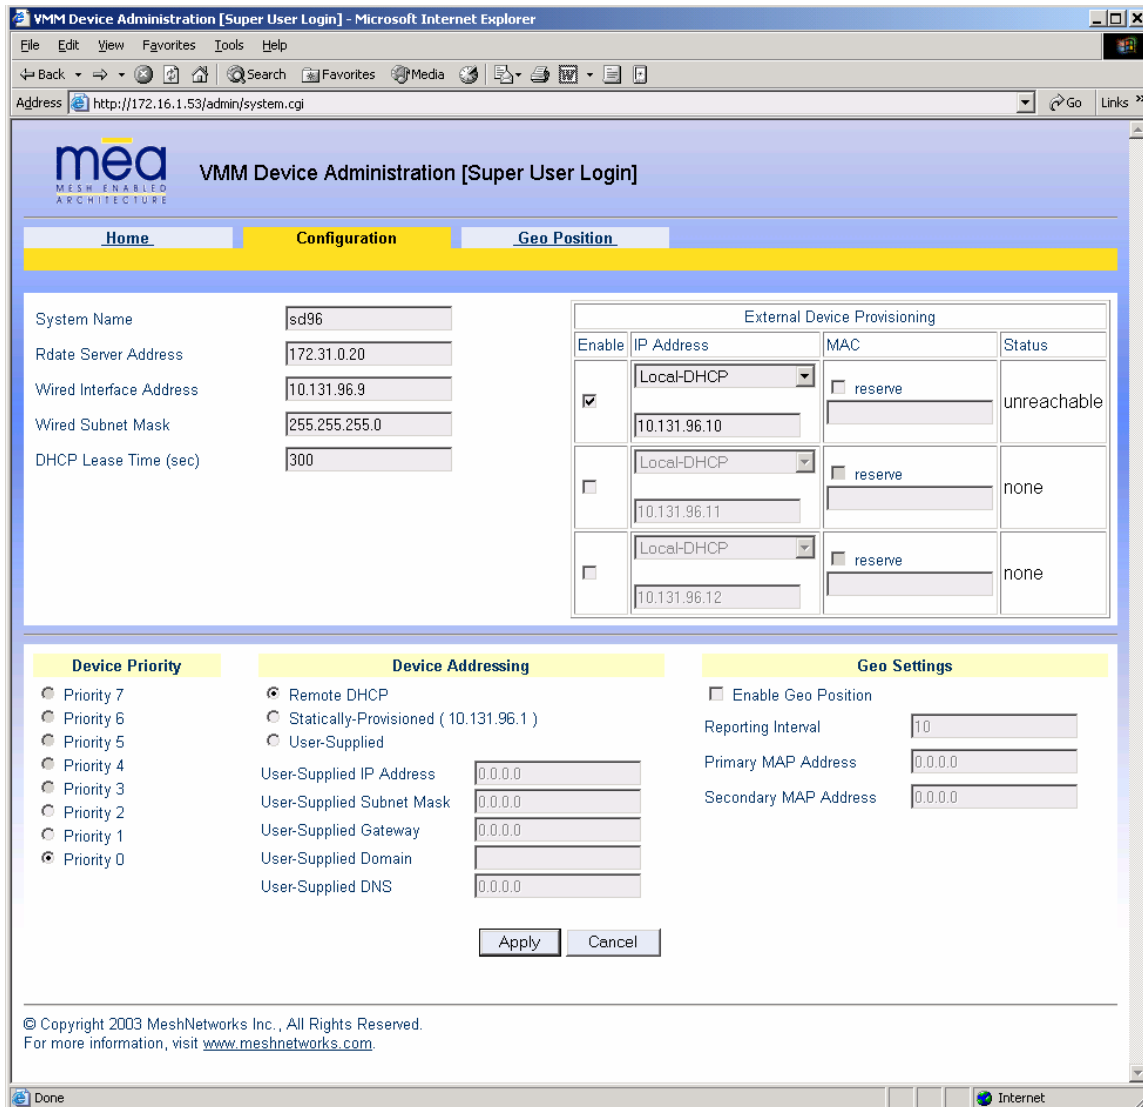 VMM Device Administration [Super User Login] - Microsoft Internet Explorer
File Edit View Favorites Tools Help
Back Search Favorites Media
Address http://172.16.1.53/admin/system.cgi Go Links »
mea
MESH ENABLED
ARCHITECTURE
VMM Device Administration [Super User Login]
Home Configuration Geo Position
System Name sd96
Rdate Server Address 172.31.0.20
Wired Interface Address 10.131.96.9
Wired Subnet Mask 255.255.255.0
DHCP Lease Time (sec) 300
External Device Provisioning
Enable IP Address MAC Status
Local-DHCP reserve unreachable
10.131.96.10
Local-DHCP reserve none
10.131.96.11
Local-DHCP reserve none
10.131.96.12
Device Priority
Priority 7
Priority 6
Priority 5
Priority 4
Priority 3
Priority 2
Priority 1
Priority 0
Device Addressing
Remote DHCP
Statically-Provisioned ( 10.131.96.1 )
User-Supplied
User-Supplied IP Address 0.0.0.0
User-Supplied Subnet Mask 0.0.0.0
User-Supplied Gateway 0.0.0.0
User-Supplied Domain
User-Supplied DNS 0.0.0.0
Geo Settings
Enable Geo Position
Reporting Interval 10
Primary MAP Address 0.0.0.0
Secondary MAP Address 0.0.0.0
Apply Cancel
© Copyright 2003 MeshNetworks Inc., All Rights Reserved.
For more information, visit www.meshnetworks.com.
Done Internet